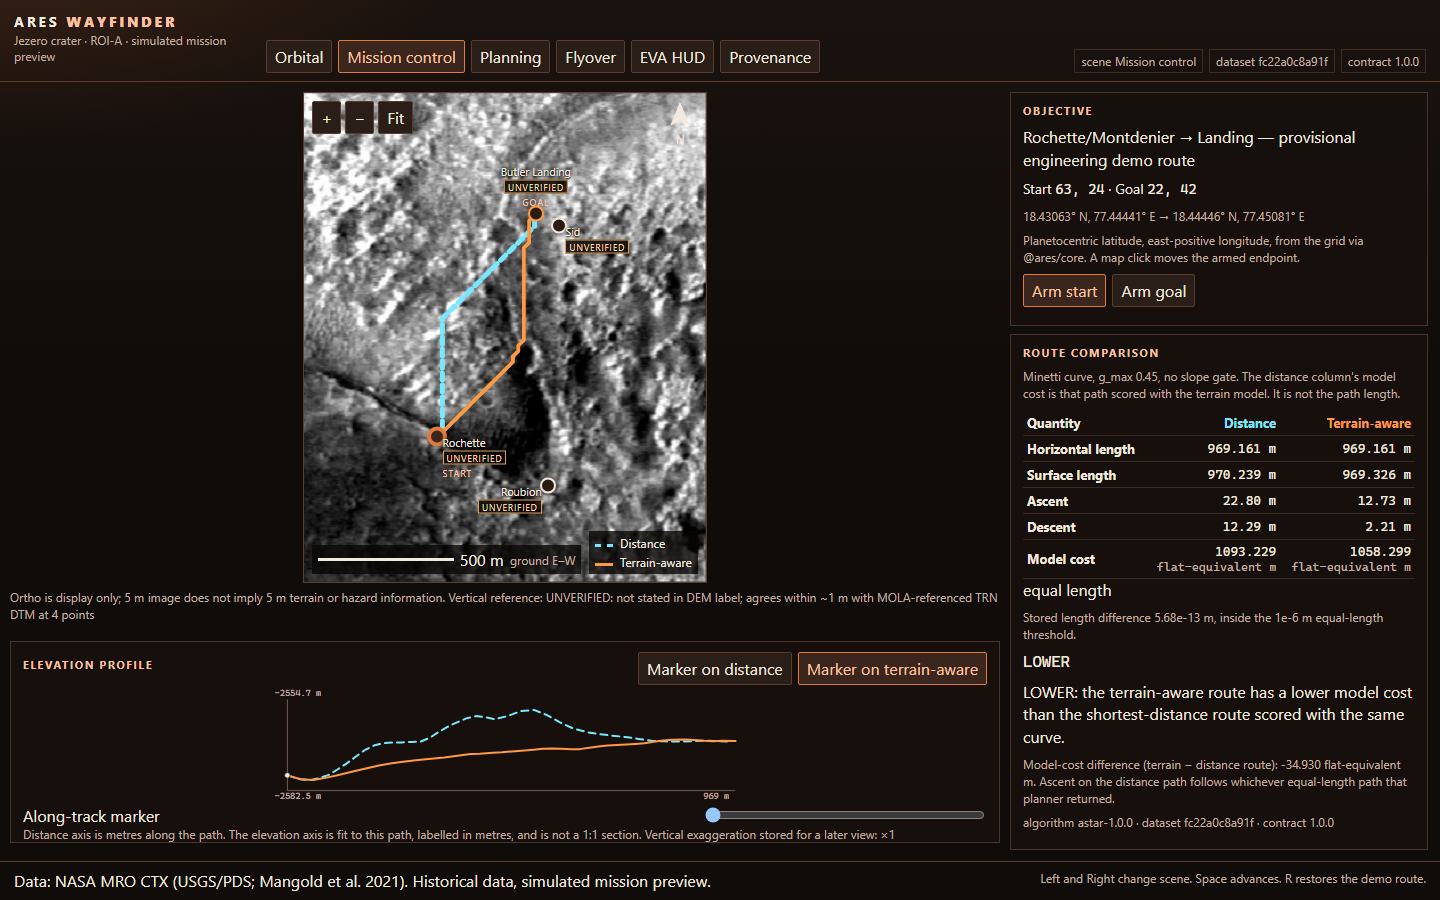 ARES WAYFINDER
Jezero crater · ROI-A · simulated mission
preview
Orbital
Mission control
Planning
Flyover
EVA HUD
Provenance
scene Mission control
dataset fc22a0c8a91f
contract 1.0.0
+
−
Fit
N
Butler Landing
UNVERIFIED
GOAL
Sid
UNVERIFIED
Rochette
UNVERIFIED
START
Roubion
UNVERIFIED
500 m ground E–W
Distance
Terrain-aware
Ortho is display only; 5 m image does not imply 5 m terrain or hazard information. Vertical reference: UNVERIFIED: not stated in DEM label; agrees within ~1 m with MOLA-referenced TRN
DTM at 4 points
ELEVATION PROFILE
Marker on distance
Marker on terrain-aware
−2554.7 m
−2582.5 m
969 m
Along-track marker
Distance axis is metres along the path. The elevation axis is fit to this path, labelled in metres, and is not a 1:1 section. Vertical exaggeration stored for a later view: ×1
OBJECTIVE
Rochette/Montdenier → Landing — provisional
engineering demo route
Start 63, 24 · Goal 22, 42
18.43063° N, 77.44441° E → 18.44446° N, 77.45081° E
Planetocentric latitude, east-positive longitude, from the grid via
@ares/core. A map click moves the armed endpoint.
Arm start
Arm goal
ROUTE COMPARISON
Minetti curve, g_max 0.45, no slope gate. The distance column's model
cost is that path scored with the terrain model. It is not the path length.
Quantity Distance Terrain-aware
Horizontal length 969.161 m 969.161 m
Surface length 970.239 m 969.326 m
Ascent 22.80 m 12.73 m
Descent 12.29 m 2.21 m
Model cost 1093.229 flat-equivalent m 1058.299 flat-equivalent m
equal length
Stored length difference 5.68e-13 m, inside the 1e-6 m equal-length
threshold.
LOWER
LOWER: the terrain-aware route has a lower model cost
than the shortest-distance route scored with the same
curve.
Model-cost difference (terrain − distance route): -34.930 flat-equivalent
m. Ascent on the distance path follows whichever equal-length path that
planner returned.
algorithm astar-1.0.0 · dataset fc22a0c8a91f · contract 1.0.0
Data: NASA MRO CTX (USGS/PDS; Mangold et al. 2021). Historical data, simulated mission preview.
Left and Right change scene. Space advances. R restores the demo route.